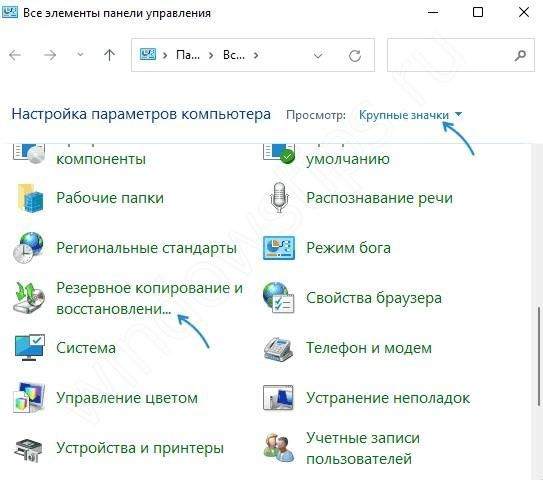 Все элементы панели управления
Па... Вс...
Настройка параметров компьютера Просмотр: Крупные значки
компоненты
умолчанию
Рабочие папки
Распознавание речи
Региональные стандарты
Режим бога
Резервное копирование и
восстановлени...
Свойства браузера
Система
Телефон и модем
Управление цветом
Устранение неполадок
Устройства и принтеры
Учетные записи
пользователей
windowstips.ru